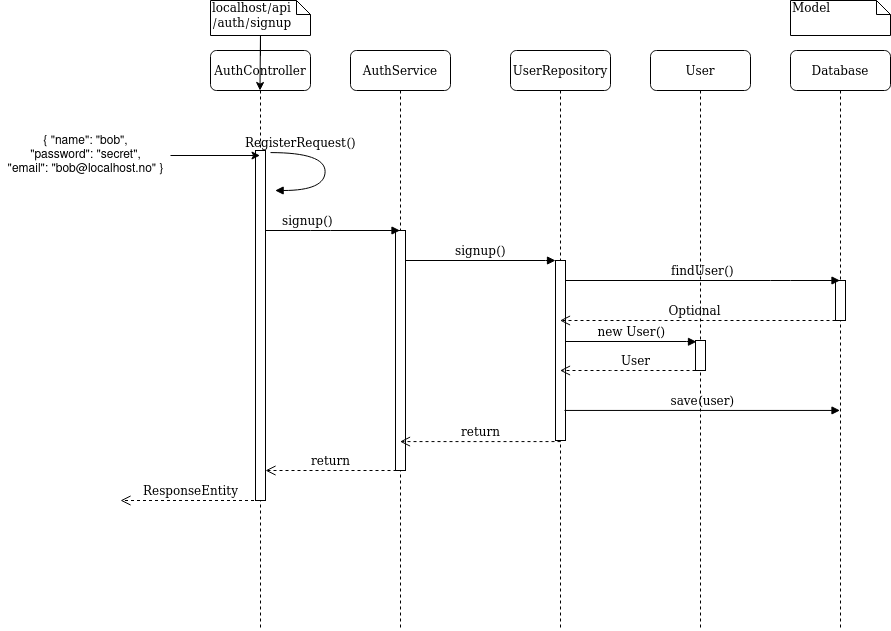 localhost/api
/auth/signup
Model
AuthController
AuthService
UserRepository
User
Database
{ "name": "bob",
"password": "secret",
"email": "bob@localhost.no" }
RegisterRequest()
signup()
signup()
findUser()
Optional
new User()
User
save(user)
return
return
ResponseEntity